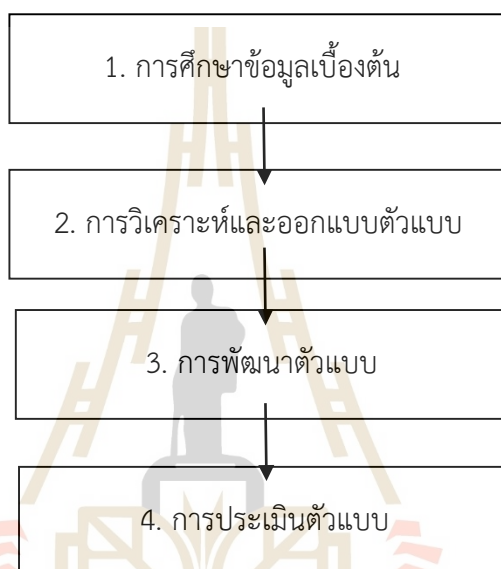 1. การศึกษาข้อมูลเบื้องต้น
2. การวิเคราะห์และออกแบบตัวแบบ
3. การพัฒนาตัวแบบ
4. การประเมินตัวแบบ